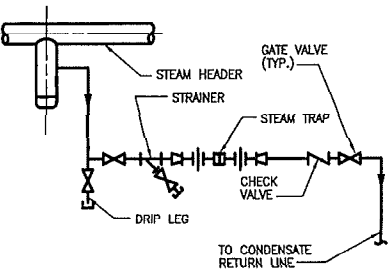 GATE VALVE
(TYP.)
STEAM HEADER
STRAINER
STEAM TRAP
CHECK
VALVE
DRIP LEG
TO CONDENSATE
RETURN LINE